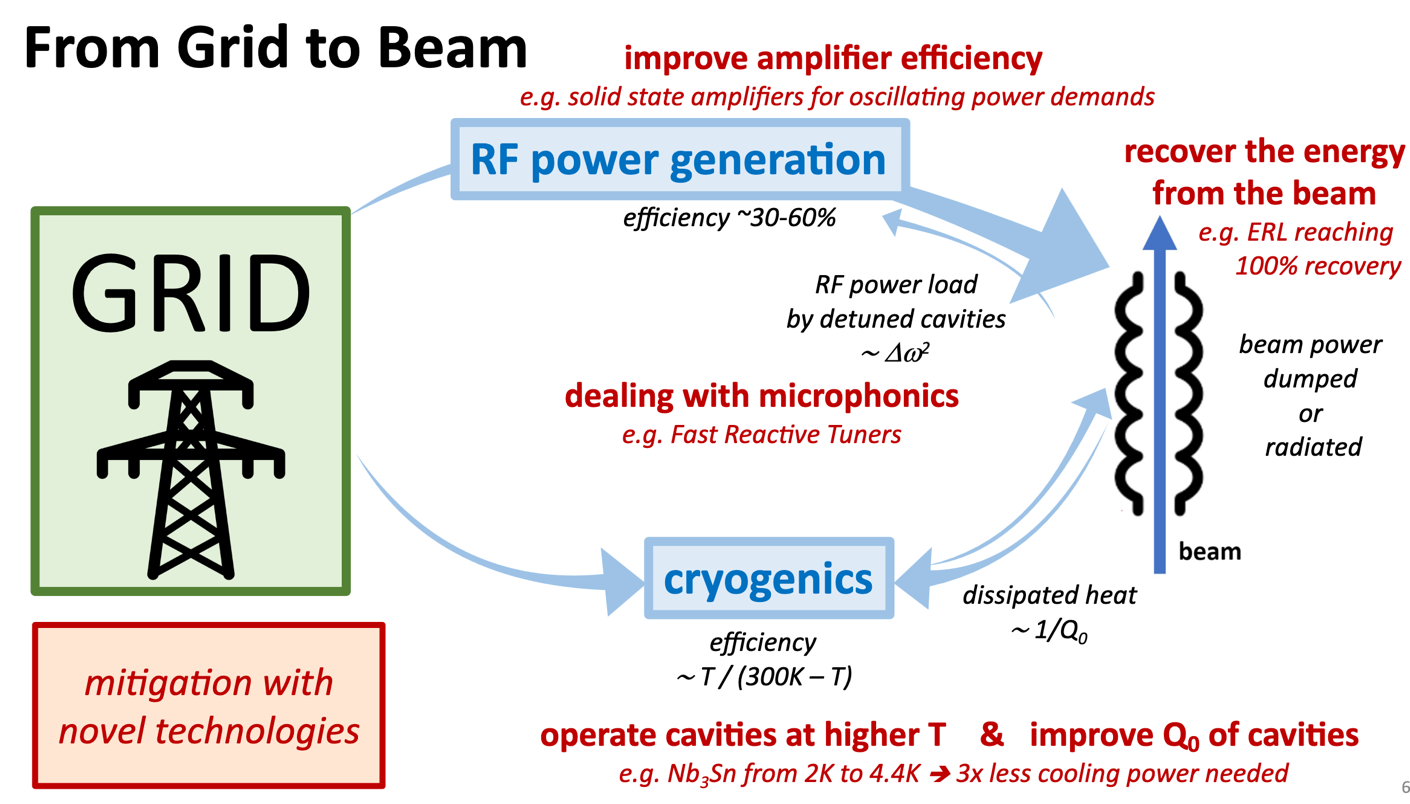 From Grid to Beam
improve amplifier efficiency
e.g. solid state amplifiers for oscillating power demands
RF power generation
efficiency ~30-60%
recover the energy
from the beam
e.g. ERL reaching
100% recovery
GRID
RF power load
by detuned cavities
~ Δω²
beam power
dumped
or
radiated
dealing with microphonics
e.g. Fast Reactive Tuners
beam
cryogenics
dissipated heat
~ 1/Q₀
efficiency
~ T / (300K – T)
mitigation with
novel technologies
operate cavities at higher T & improve Q₀ of cavities
e.g. Nb₃Sn from 2K to 4.4K ➔ 3x less cooling power needed
6